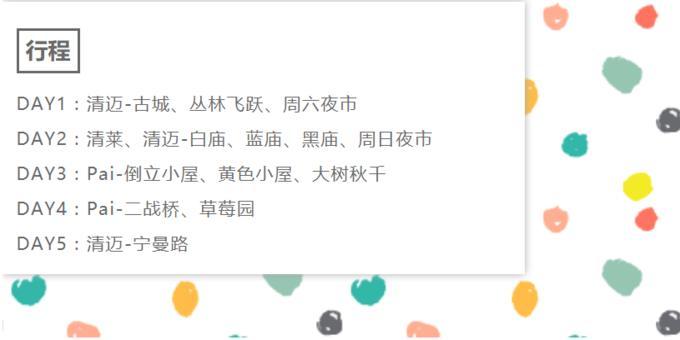 行程
DAY1：清迈-古城、丛林飞跃、周六夜市
DAY2：清莱、清迈-白庙、蓝庙、黑庙、周日夜市
DAY3：Pai-倒立小屋、黄色小屋、大树秋千
DAY4：Pai-二战桥、草莓园
DAY5：清迈-宁曼路